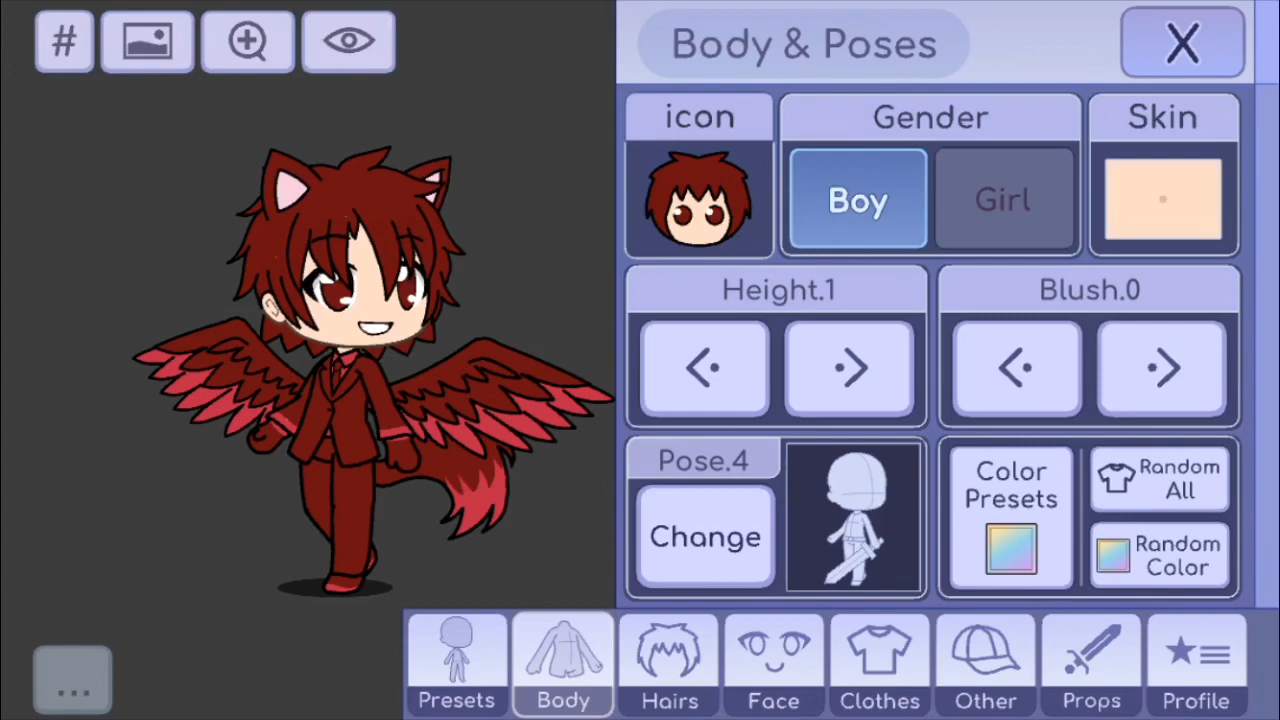 #
Body & Poses
X
icon
Gender
Skin
Boy
Girl
Height.1
Blush.0
Pose.4
Change
Color
Presets
Random
All
Random
Color
...
Presets
Body
Hairs
Face
Clothes
Other
Props
Profile